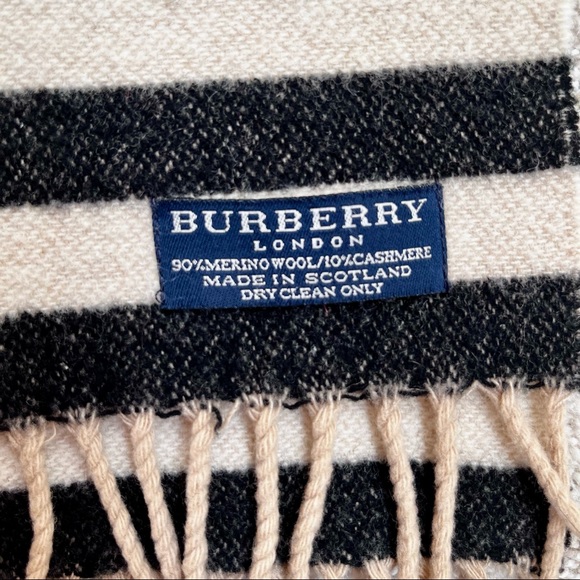 BURBERRY
LONDON
90%MERINO WOOL/10%CASHMERE
MADE IN SCOTLAND
DRY CLEAN ONLY